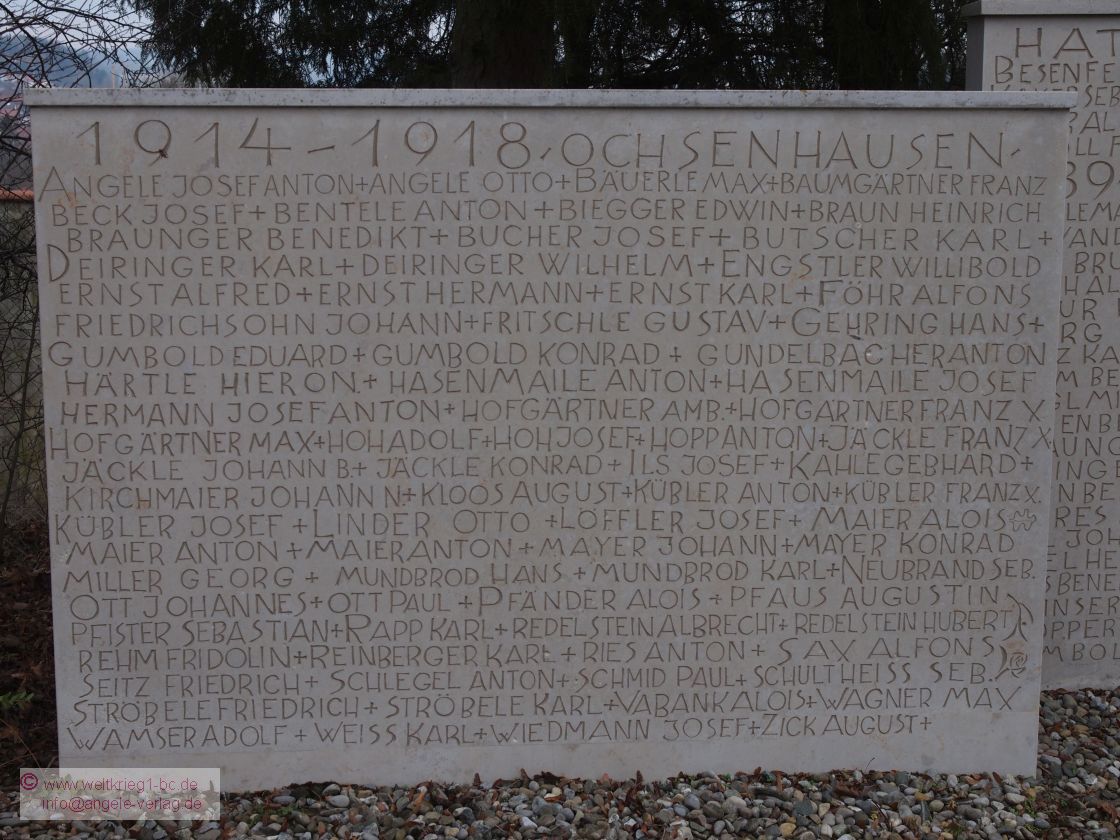 1914-1918·OCHSENHAUSEN·
ANGELE JOSEF ANTON+ANGELE OTTO+BÄUERLE MAX+BAUMGÄRTNER FRANZ
BECK JOSEF+BENTELE ANTON+BIEGGER EDWIN+BRAUN HEINRICH
BRAUNGER BENEDIKT+BUCHER JOSEF+BUTSCHER KARL+
DEIRINGER KARL+DEIRINGER WILHELM+ENGSTLER WILLIBOLD
ERNST ALFRED+ERNST HERMANN+ERNST KARL+FÖHR ALFONS
FRIEDRICHSOHN JOHANN+FRITSCHLE GUSTAV+GEHRING HANS+
GUMBOLD EDUARD+GUMBOLD KONRAD+GUNDELBACHER ANTON
HÄRTLE HIERON.+HASENMAILE ANTON+HASENMAILE JOSEF
HERMANN JOSEF ANTON+HOFGÄRTNER AMB.+HOFGÄRTNER FRANZ X
HOFGÄRTNER MAX+HOH ADOLF+HOH JOSEF+HOPP ANTON+JÄCKLE FRANZ X
JÄCKLE JOHANN B+JÄCKLE KONRAD+ILS JOSEF+KAHLE GEBHARD+
KIRCHMAIER JOHANN N.+KLOOS AUGUST+KÜBLER ANTON+KÜBLER FRANZ X.
KÜBLER JOSEF+LINDER OTTO+LÖFFLER JOSEF+MAIER ALOIS
MAIER ANTON+MAIER ANTON+MAYER JOHANN+MAYER KONRAD
MILLER GEORG+MUNDBROD HANS+MUNDBROD KARL+NEUBRAND SEB.
OTT JOHANNES+OTT PAUL+PFÄNDER ALOIS+PFAUS AUGUSTIN
PFISTER SEBASTIAN+RAPP KARL+REDELSTEIN ALBRECHT+REDELSTEIN HUBERT
REHM FRIDOLIN+REINBERGER KARL+RIES ANTON+SAX ALFONS
SEITZ FRIEDRICH+SCHLEGEL ANTON+SCHMID PAUL+SCHULTHEISS SEB.
STRÖBELE FRIEDRICH+STRÖBELE KARL+VABANK ALOIS+WAGNER MAX
WAMSER ADOLF+WEISS KARL+WIEDMANN JOSEF+ZICK AUGUST+
HAT
BESENFE
© www.weltkrieg1-bc.de
info@angele-verlag.de